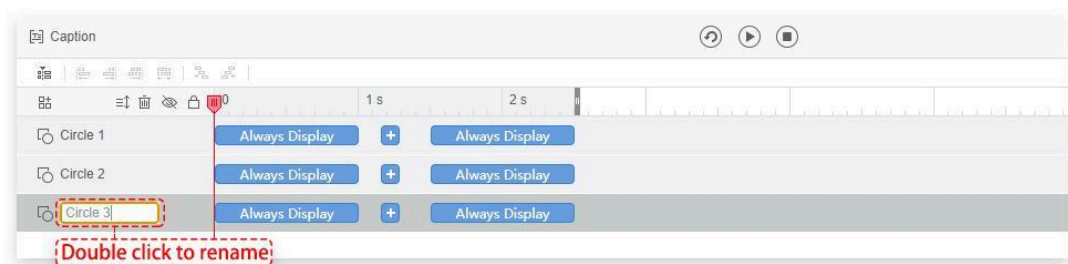 Caption
0 1 s 2 s
Circle 1 Always Display + Always Display
Circle 2 Always Display + Always Display
Circle 3 Always Display + Always Display
Double click to rename